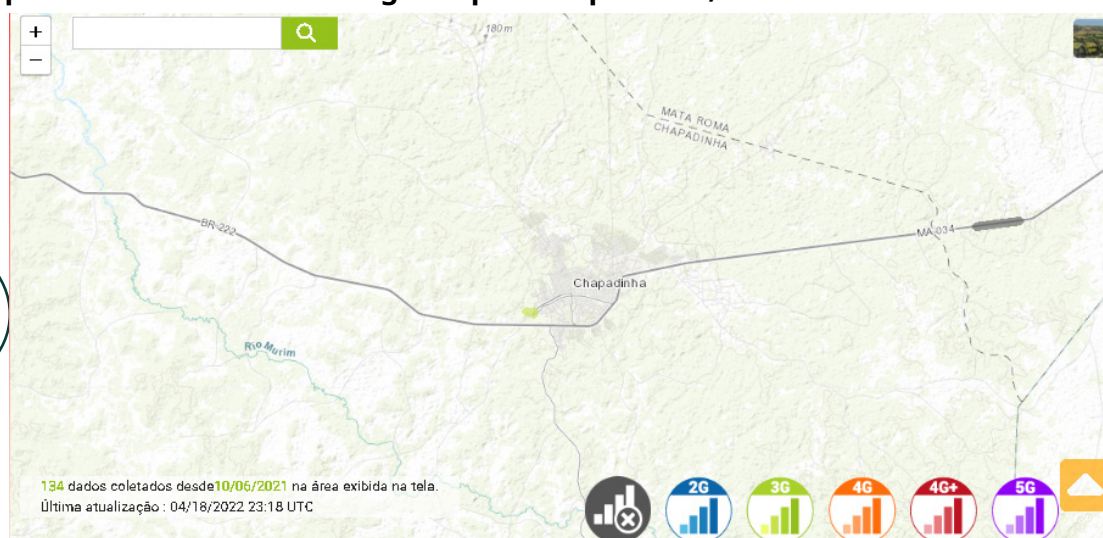 180m
MATA ROMA
CHAPADINHA
BR-222
MA-034
Chapadinha
Rio Murim
134 dados coletados desde10/06/2021 na área exibida na tela.
Última atualização : 04/18/2022 23:18 UTC
2G
3G
4G
4G+
5G